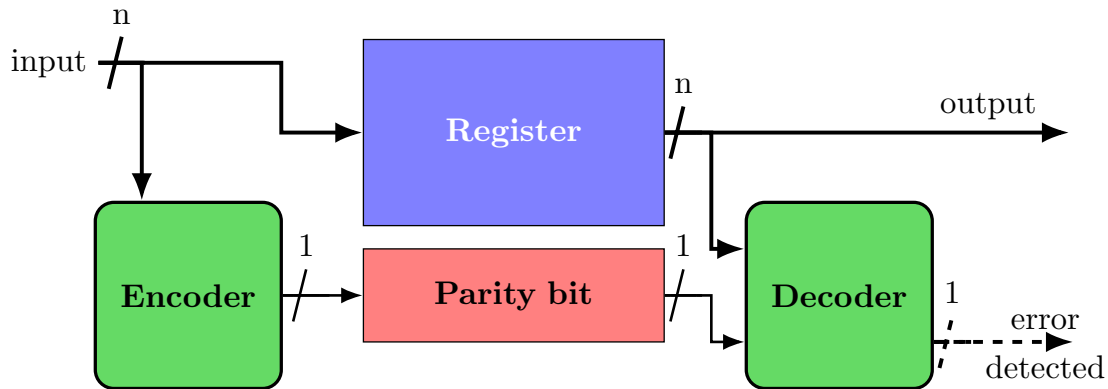 n
input
Register
n
output
Encoder
1
Parity bit
1
Decoder
1
error
detected